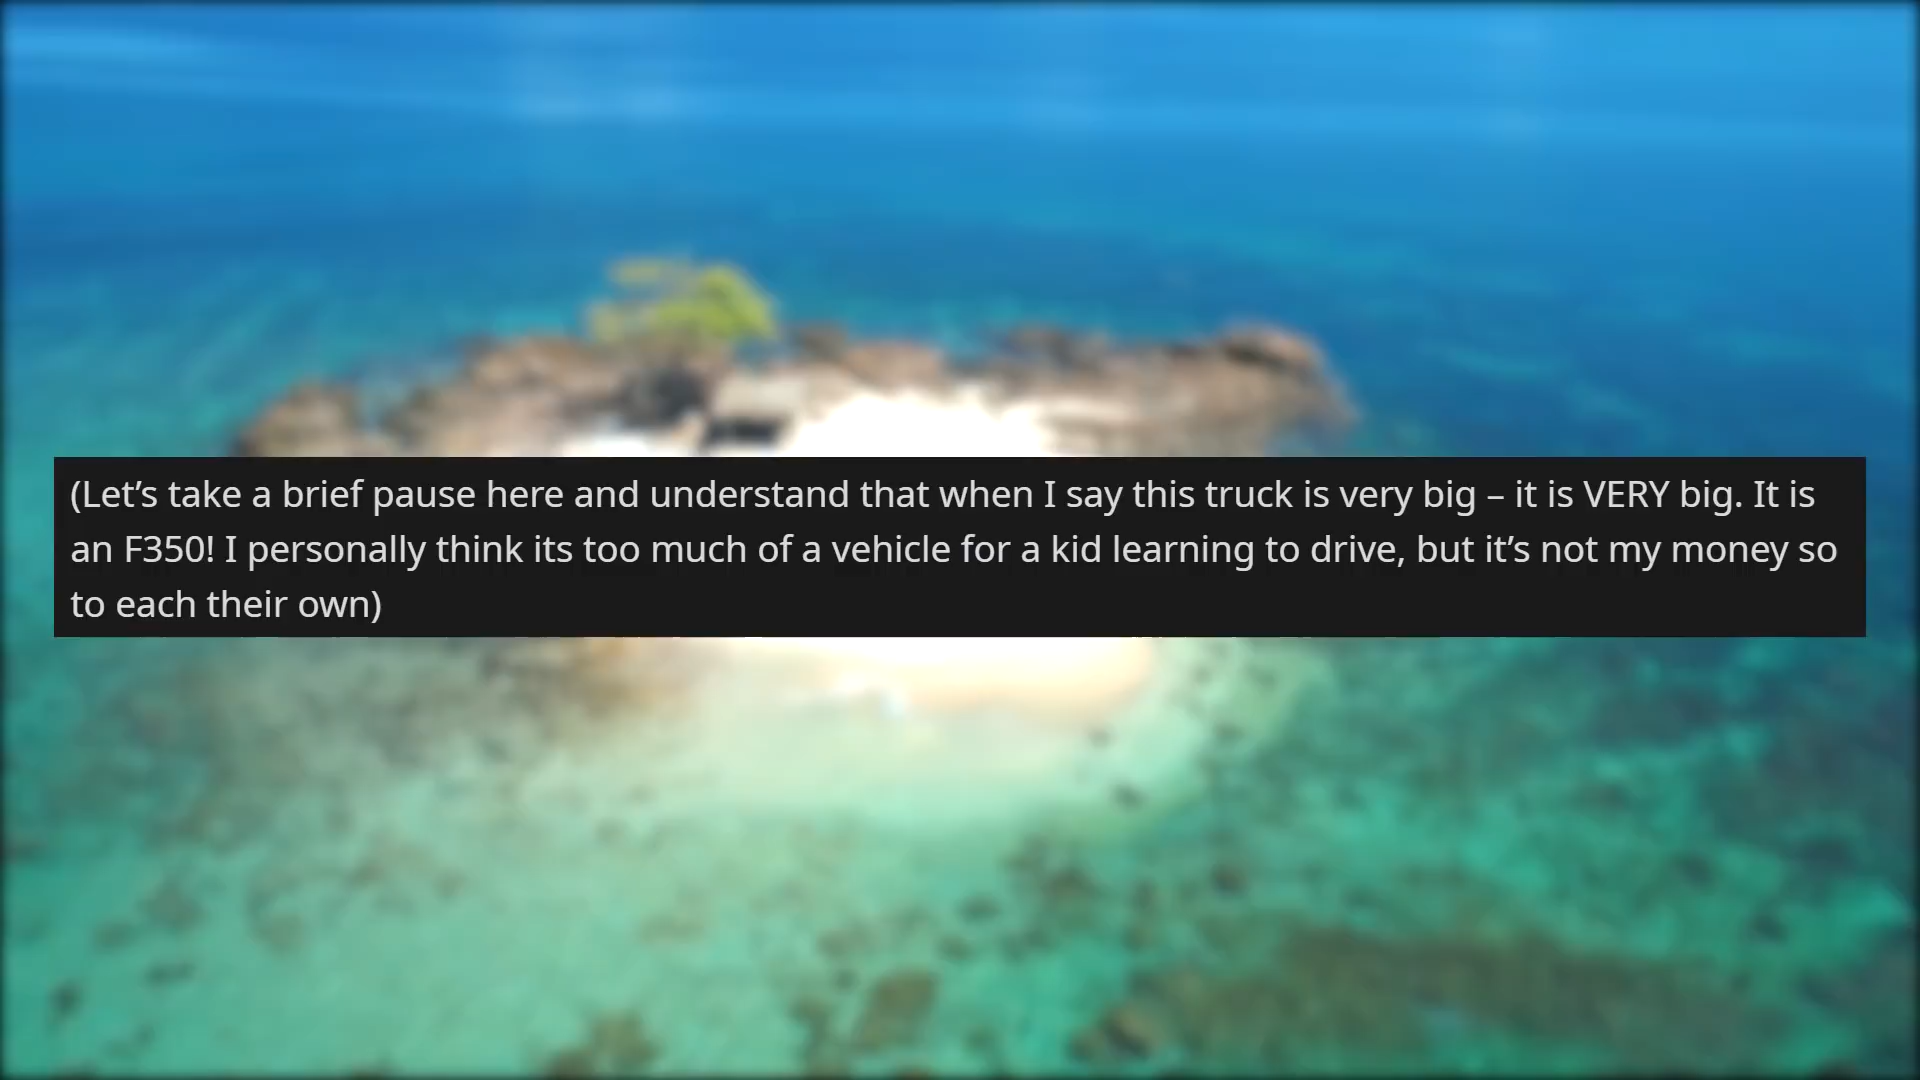 (Let’s take a brief pause here and understand that when I say this truck is very big – it is VERY big. It is
an F350! I personally think its too much of a vehicle for a kid learning to drive, but it’s not my money so
to each their own)